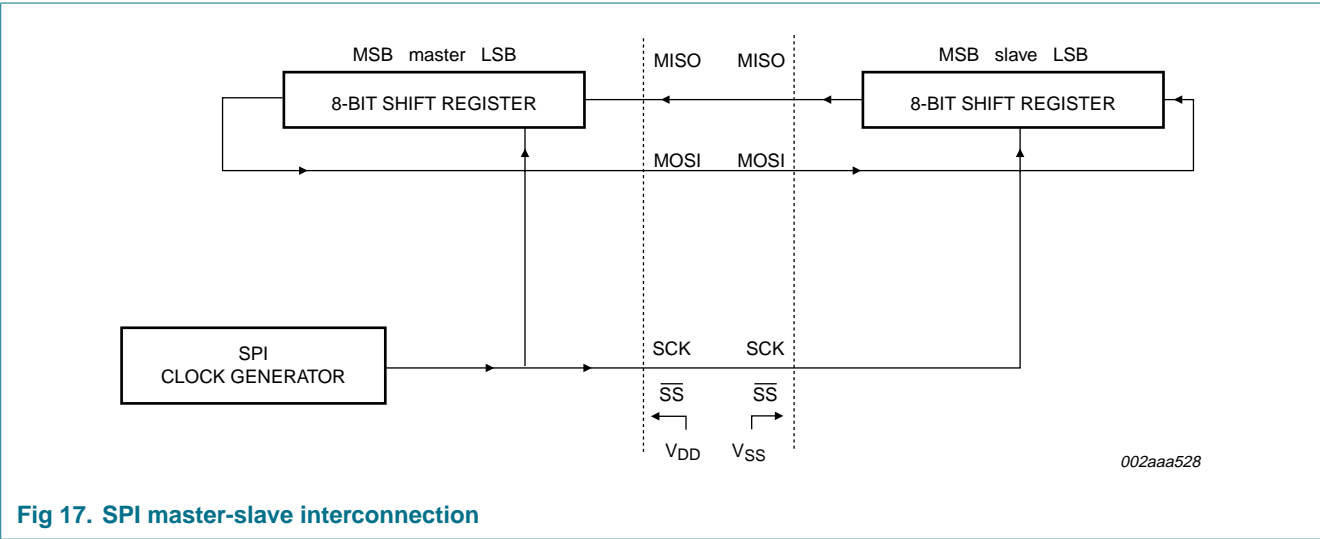 MSB master LSB
MISO MISO
MSB slave LSB
8-BIT SHIFT REGISTER
8-BIT SHIFT REGISTER
MOSI MOSI
SPI
CLOCK GENERATOR
SCK SCK
SS SS
VDD VSS
002aaa528
Fig 17. SPI master-slave interconnection